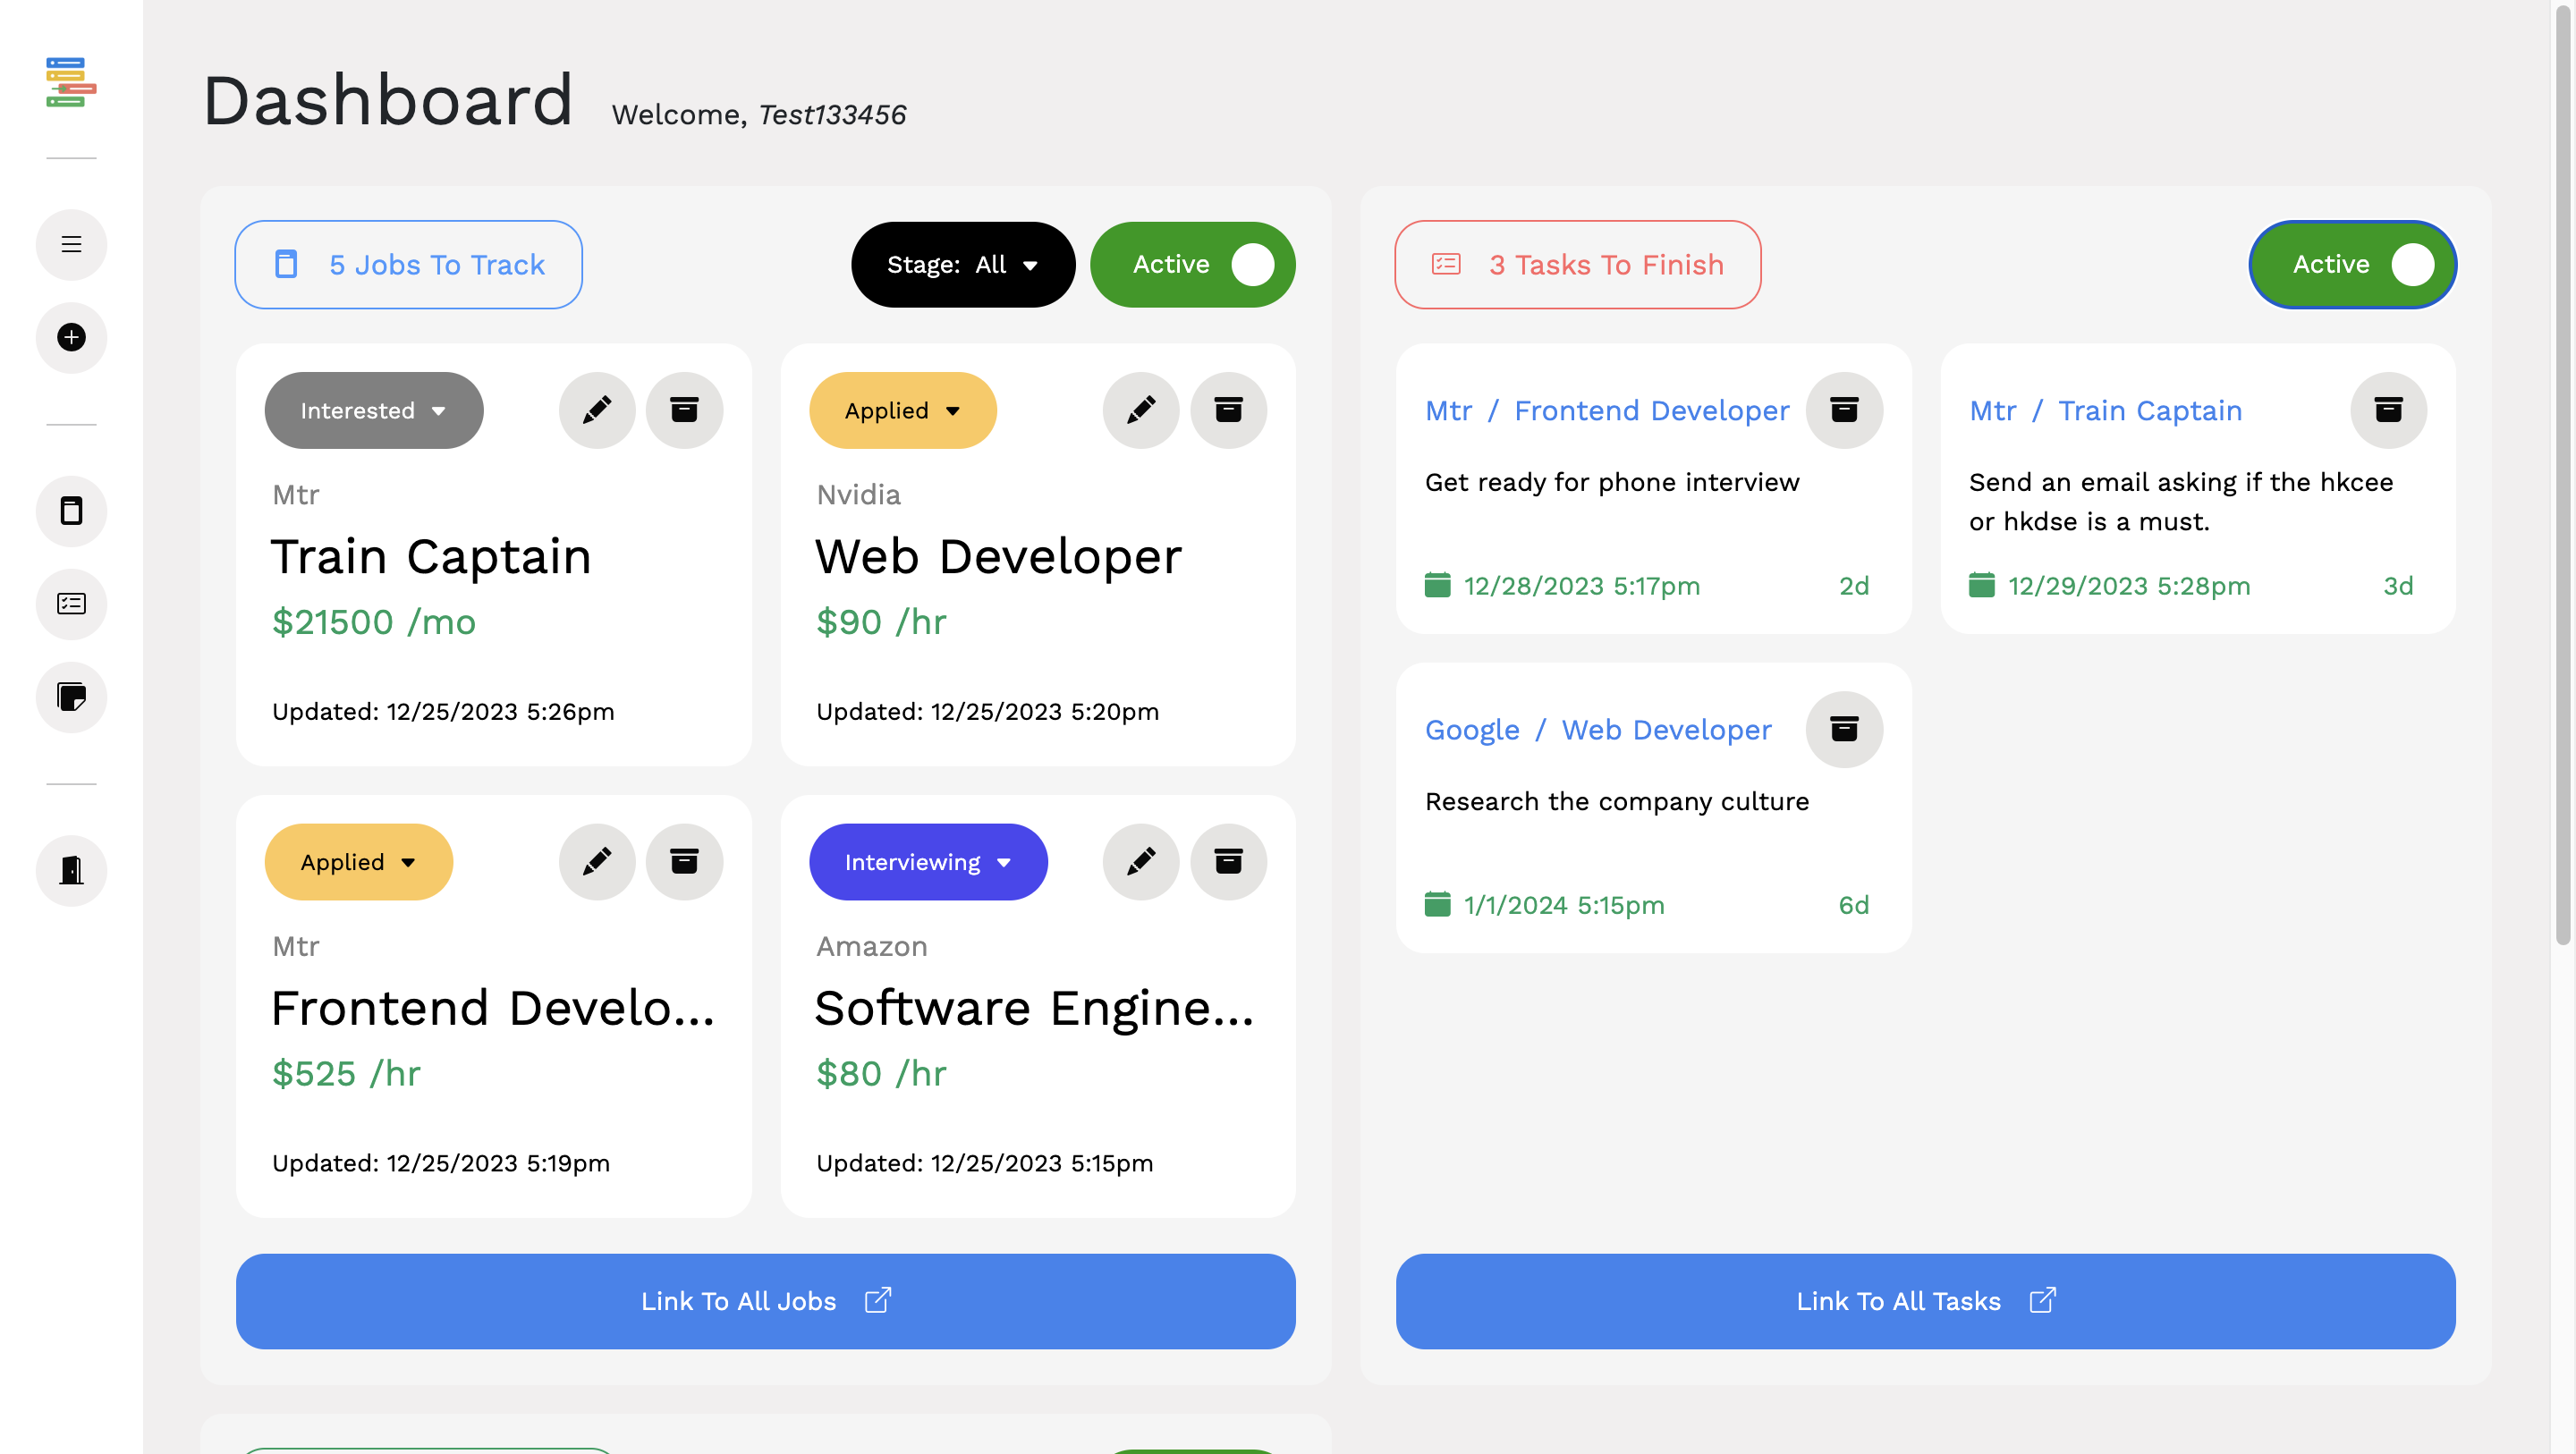 Dashboard Welcome, Test133456
5 Jobs To Track
Stage: All
Active
Interested
Mtr
Train Captain
$21500 /mo
Updated: 12/25/2023 5:26pm
Applied
Nvidia
Web Developer
$90 /hr
Updated: 12/25/2023 5:20pm
Applied
Mtr
Frontend Develo...
$525 /hr
Updated: 12/25/2023 5:19pm
Interviewing
Amazon
Software Engine...
$80 /hr
Updated: 12/25/2023 5:15pm
Link To All Jobs
3 Tasks To Finish
Active
Mtr / Frontend Developer
Get ready for phone interview
12/28/2023 5:17pm 2d
Mtr / Train Captain
Send an email asking if the hkcee
or hkdse is a must.
12/29/2023 5:28pm 3d
Google / Web Developer
Research the company culture
1/1/2024 5:15pm 6d
Link To All Tasks